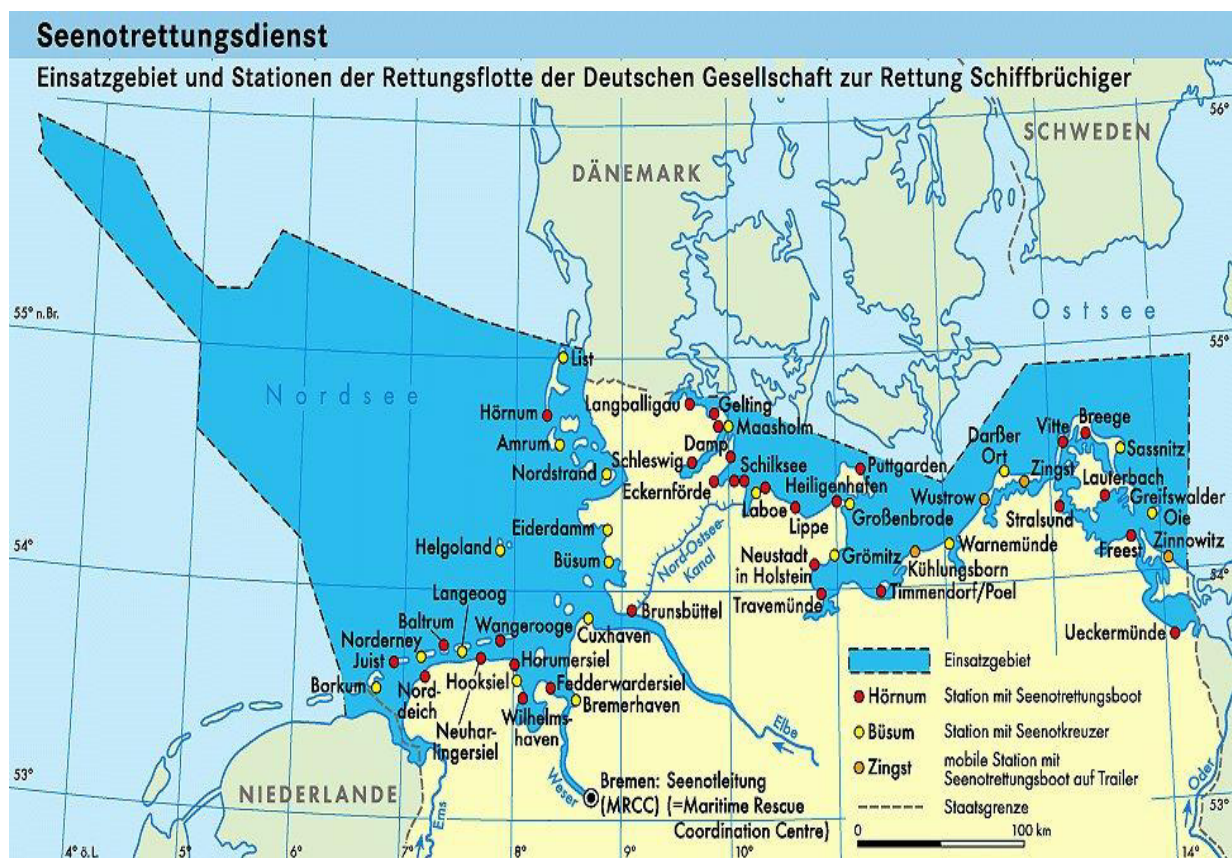 Seenotrettungsdienst
Einsatzgebiet und Stationen der Rettungsflotte der Deutschen Gesellschaft zur Rettung Schiffbrüchiger
56°
SCHWEDEN
DÄNEMARK
55° n.Br.
Ostsee
55°
Nordsee
List
Hörnum
Amrum
Nordstrand
Eiderdamm
Helgoland
Büsum
Langballigau
Gelting
Maasholm
Damp
Schleswig
Schilksee
Eckernförde
Laboe
Lippe
Heiligenhafen
Puttgarden
Großenbrode
Nord-Ostsee-
Kanal
Neustadt
in Holstein
Grömitz
Travemünde
Brunsbüttel
Vitte
Breege
Darßer
Ort
Zingst
Sassnitz
Lauterbach
Wustrow
Stralsund
Greifswalder
Oie
Freest
Zinnowitz
Warnemünde
Kühlungsborn
Timmendorf/Poel
Ueckermünde
54°
54°
Langeoog
Baltrum
Norderney
Juist
Borkum
Wangerooge
Cuxhaven
Horumersiel
Hooksiel
Fedderwardersiel
Bremerhaven
Nord-
deich
Neuhar-
lingersiel
Wilhelms-
haven
Elbe
Weser
Ems
Oder
53°
53°
NIEDERLANDE
Bremen: Seenotleitung
(MRCC) (=Maritime Rescue
Coordination Centre)
Einsatzgebiet
Hörnum Station mit Seenotrettungsboot
Büsum Station mit Seenotkreuzer
Zingst mobile Station mit
Seenotrettungsboot auf Trailer
Staatsgrenze
0 100 km
4° ö.L. 5° 6° 7° 8° 9° 10° 14°